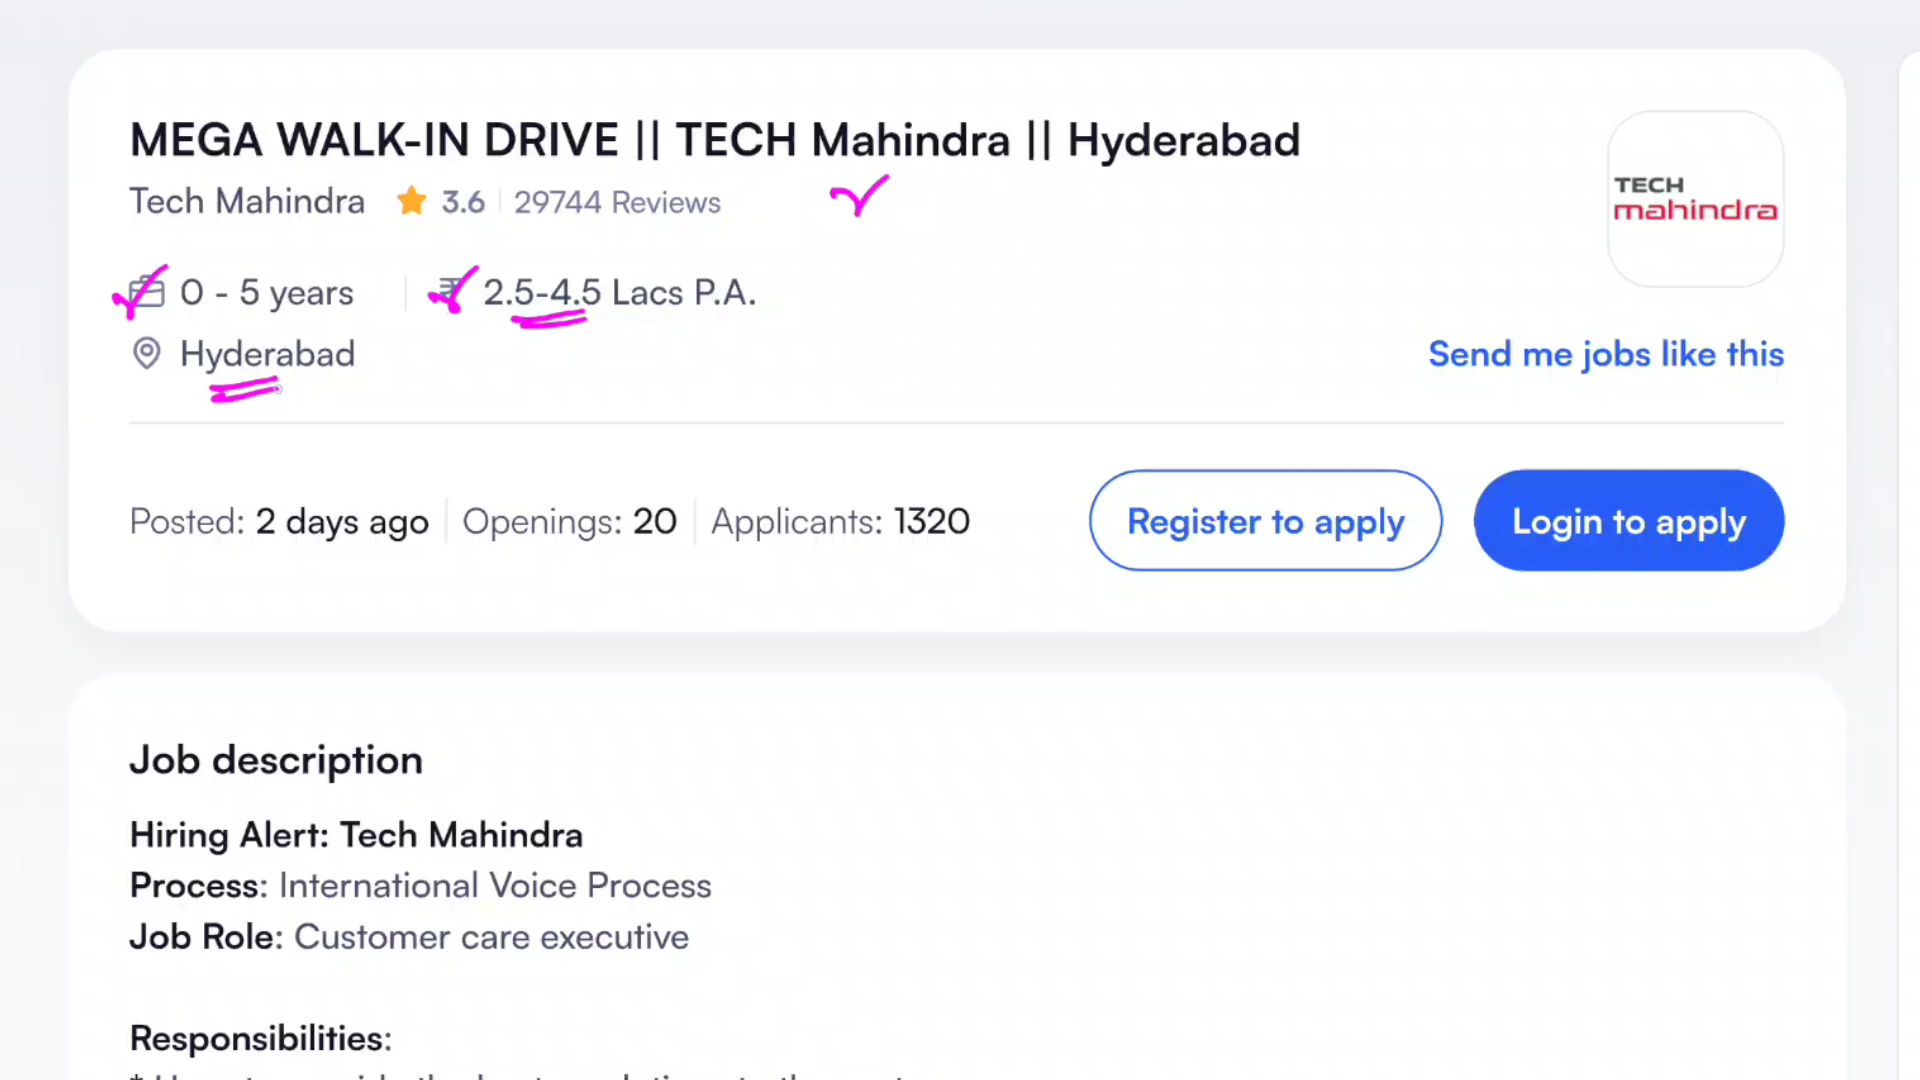 MEGA WALK-IN DRIVE || TECH Mahindra || Hyderabad
Tech Mahindra 3.6 29744 Reviews
TECH
mahindra
0 - 5 years 2.5-4.5 Lacs P.A.
Hyderabad
Send me jobs like this
Posted: 2 days ago Openings: 20 Applicants: 1320
Register to apply
Login to apply
Job description
Hiring Alert: Tech Mahindra
Process: International Voice Process
Job Role: Customer care executive
Responsibilities: